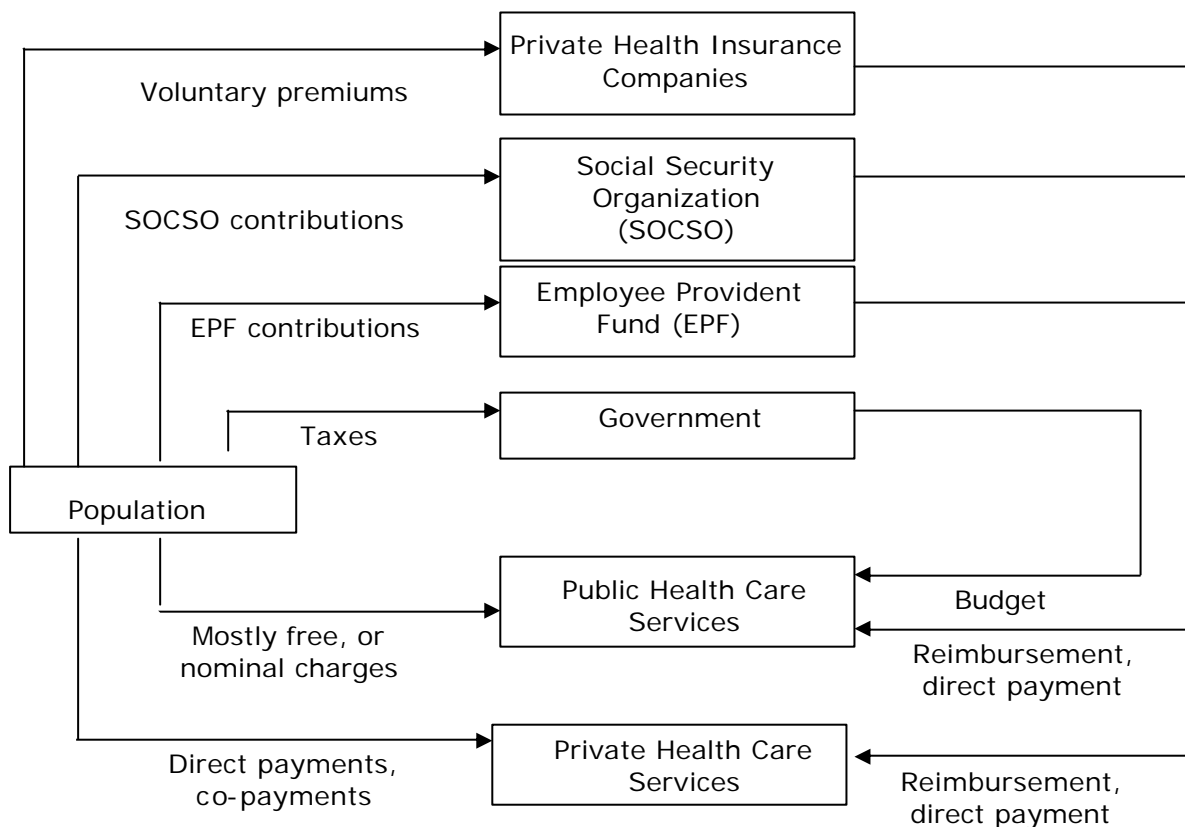 Private Health Insurance
Companies
Voluntary premiums
Social Security
Organization
(SOCSO)
SOCSO contributions
Employee Provident
Fund (EPF)
EPF contributions
Government
Taxes
Population
Public Health Care
Services
Budget
Mostly free, or
nominal charges
Reimbursement,
direct payment
Private Health Care
Services
Direct payments,
co-payments
Reimbursement,
direct payment